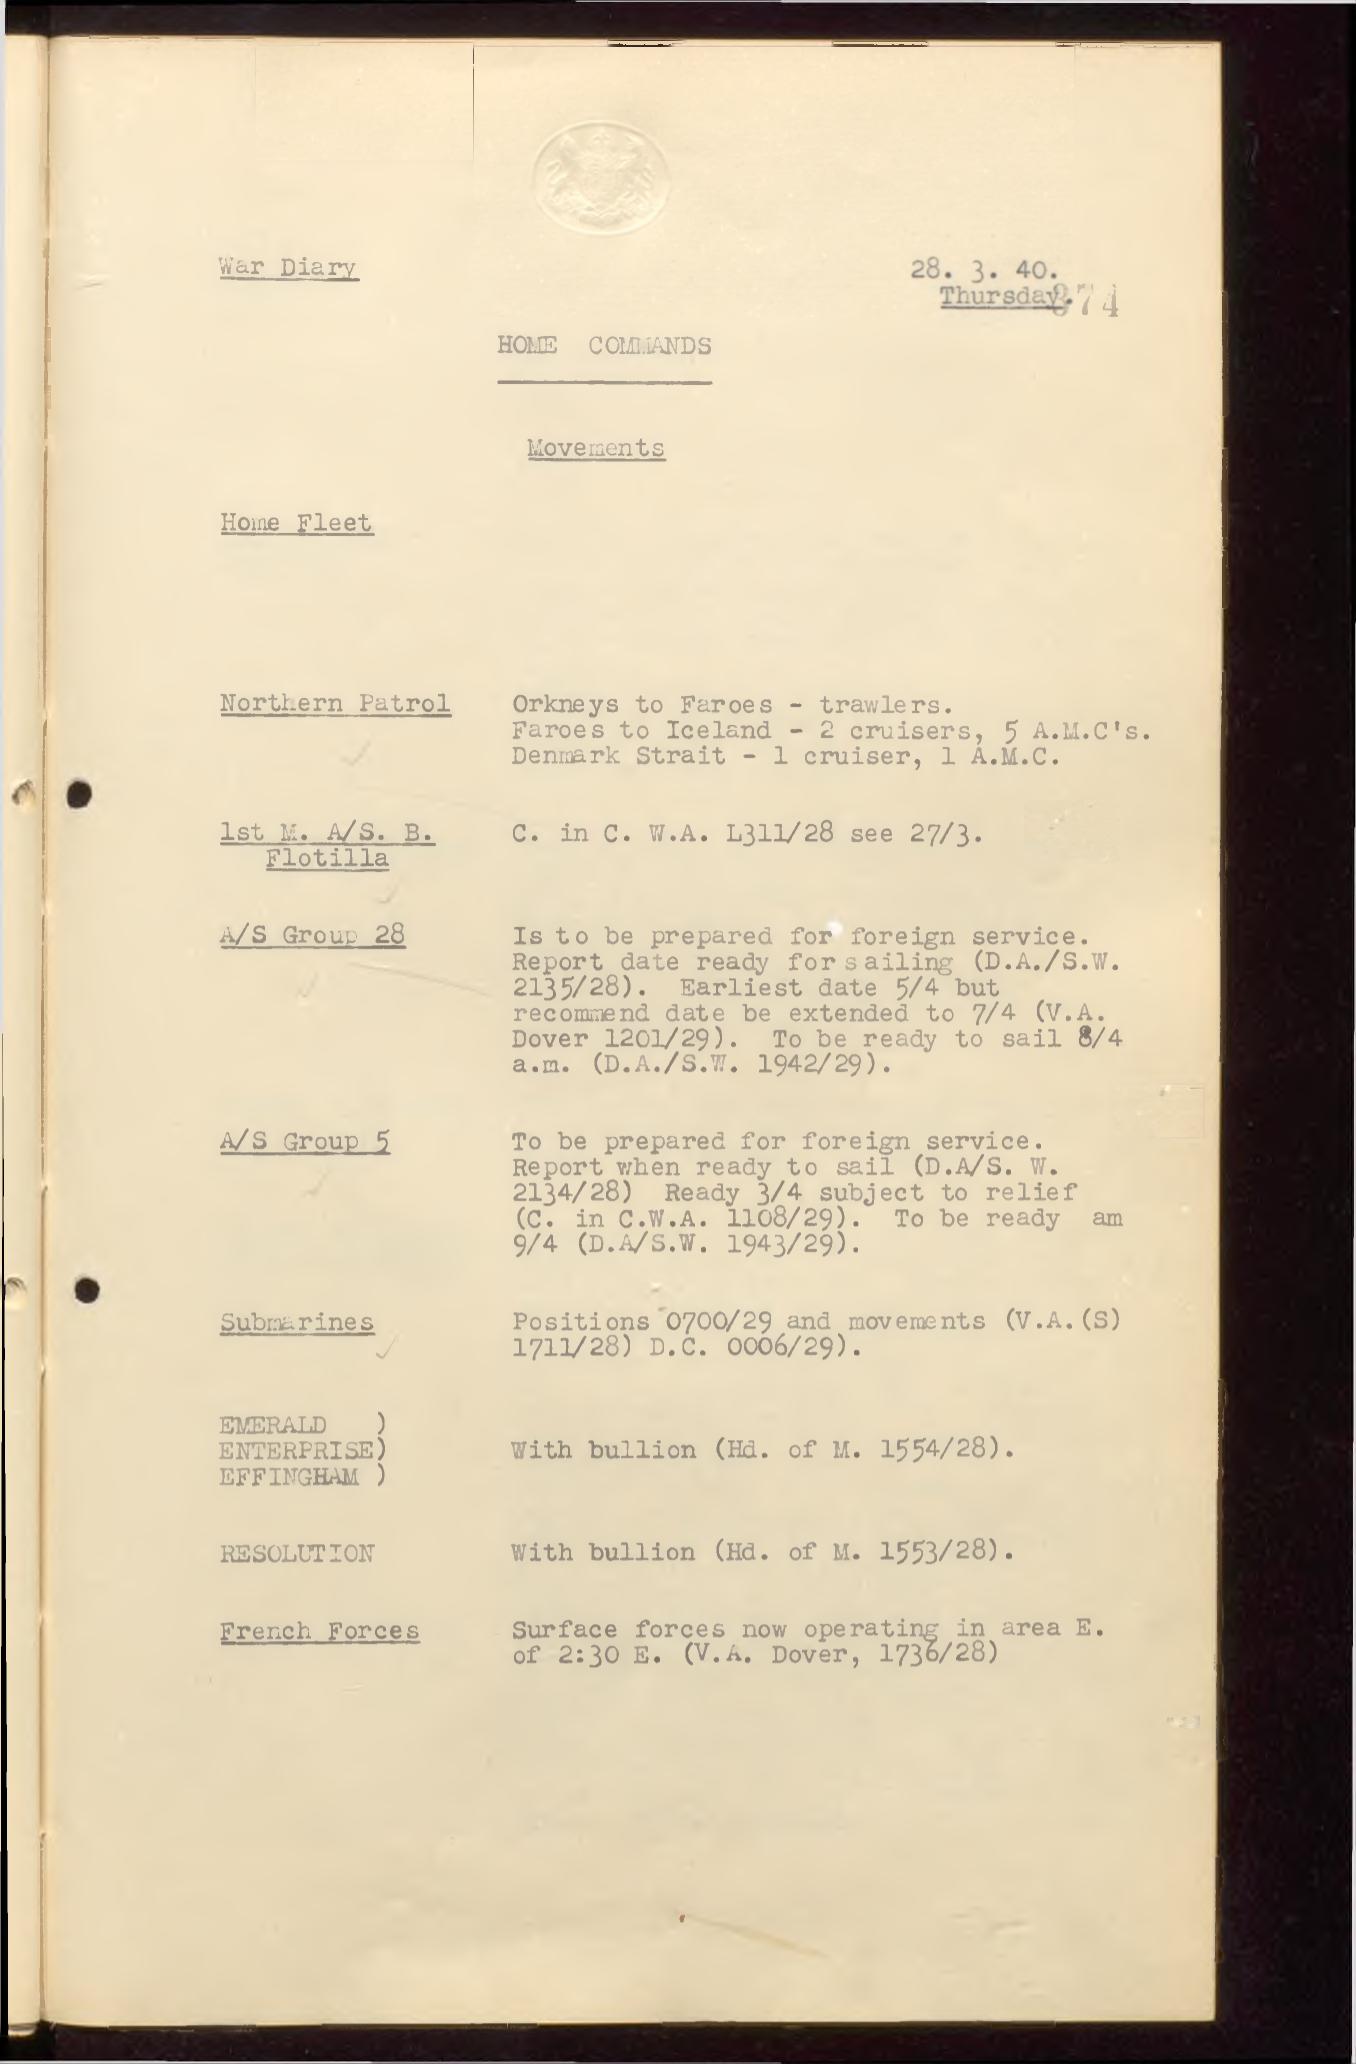 War Diary
28. 3. 40.
Thursday.
874
HOME COMMANDS
Movements
Home Fleet
Northern Patrol
Orkneys to Faroes - trawlers.
Faroes to Iceland - 2 cruisers, 5 A.M.C's.
Denmark Strait - 1 cruiser, 1 A.M.C.
1st M. A/S. B.
Flotilla
C. in C. W.A. L311/28 see 27/3.
A/S Group 28
Is to be prepared for foreign service.
Report date ready for sailing (D.A./S.W.
2135/28). Earliest date 5/4 but
recommend date be extended to 7/4 (V.A.
Dover 1201/29). To be ready to sail 8/4
a.m. (D.A./S.W. 1942/29).
A/S Group 5
To be prepared for foreign service.
Report when ready to sail (D.A/S. W.
2134/28) Ready 3/4 subject to relief
(C. in C.W.A. 1108/29). To be ready am
9/4 (D.A/S.W. 1943/29).
Submarines
Positions 0700/29 and movements (V.A.(S)
1711/28) D.C. 0006/29).
EMERALD )
ENTERPRISE)
EFFINGHAM )
With bullion (Hd. of M. 1554/28).
RESOLUTION
With bullion (Hd. of M. 1553/28).
French Forces
Surface forces now operating in area E.
of 2:30 E. (V.A. Dover, 1736/28)